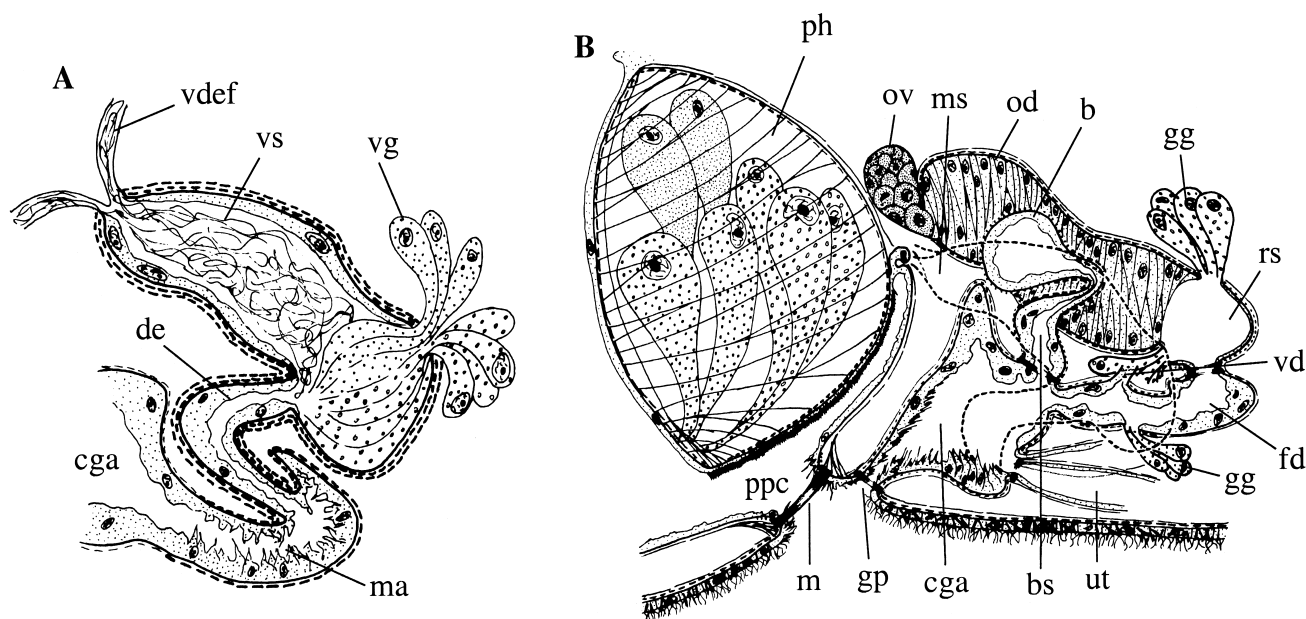 A
vdef
vs
vg
de
cga
ma
B
ph
ov
ms
od
b
gg
rs
vd
fd
gg
ppc
m
gp
cga
bs
ut